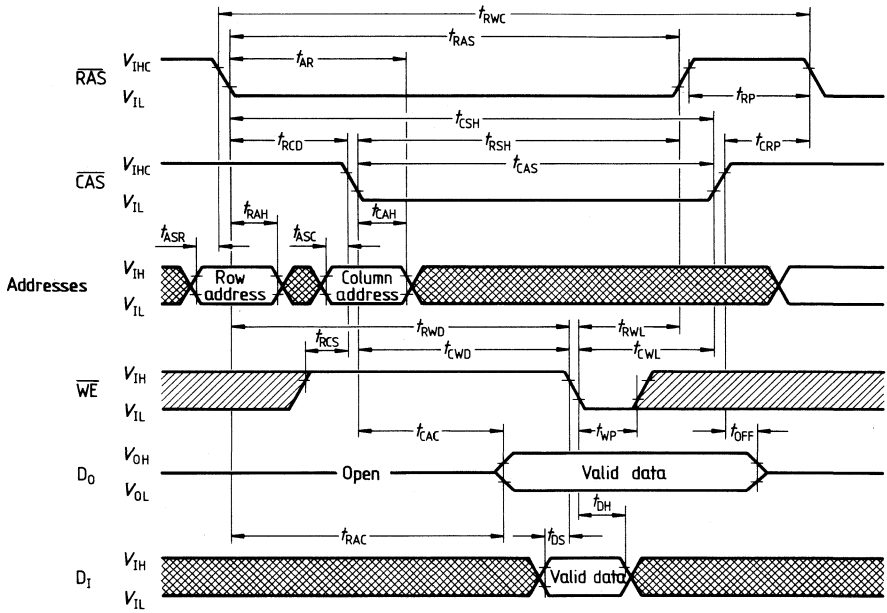 tRWC
tRAS
tAR
RAS VIHC
VIL
tRP
tCSH
tRCD tRSH tCRP
CAS VIHC
tCAS
VIL
tRAH tCAH
tASR tASC
Addresses VIH
Row address Column address
VIL
tRWD tRWL
tRCS tCWD tCWL
WE VIH
VIL
tCAC tWP tOFF
DO VOH
Open Valid data
VOL
tDH
tRAC tDS
DI VIH
Valid data
VIL